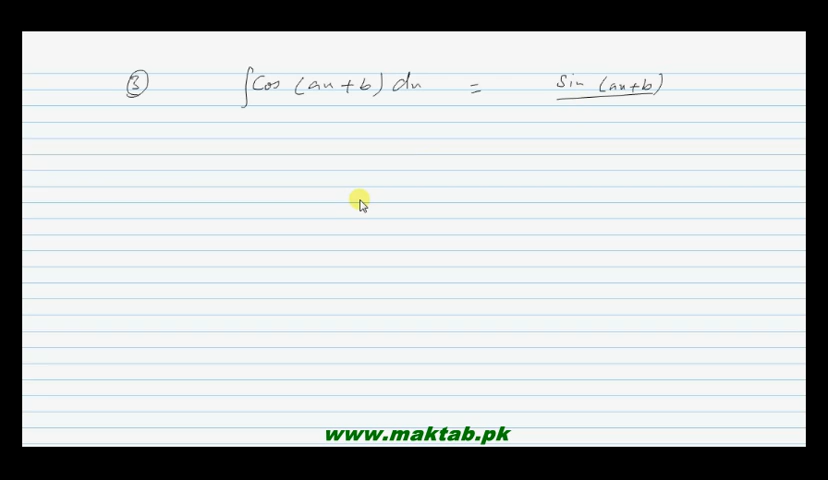 ③ ∫Cos (ax+b) dx = Sin (ax+b)
www.maktab.pk